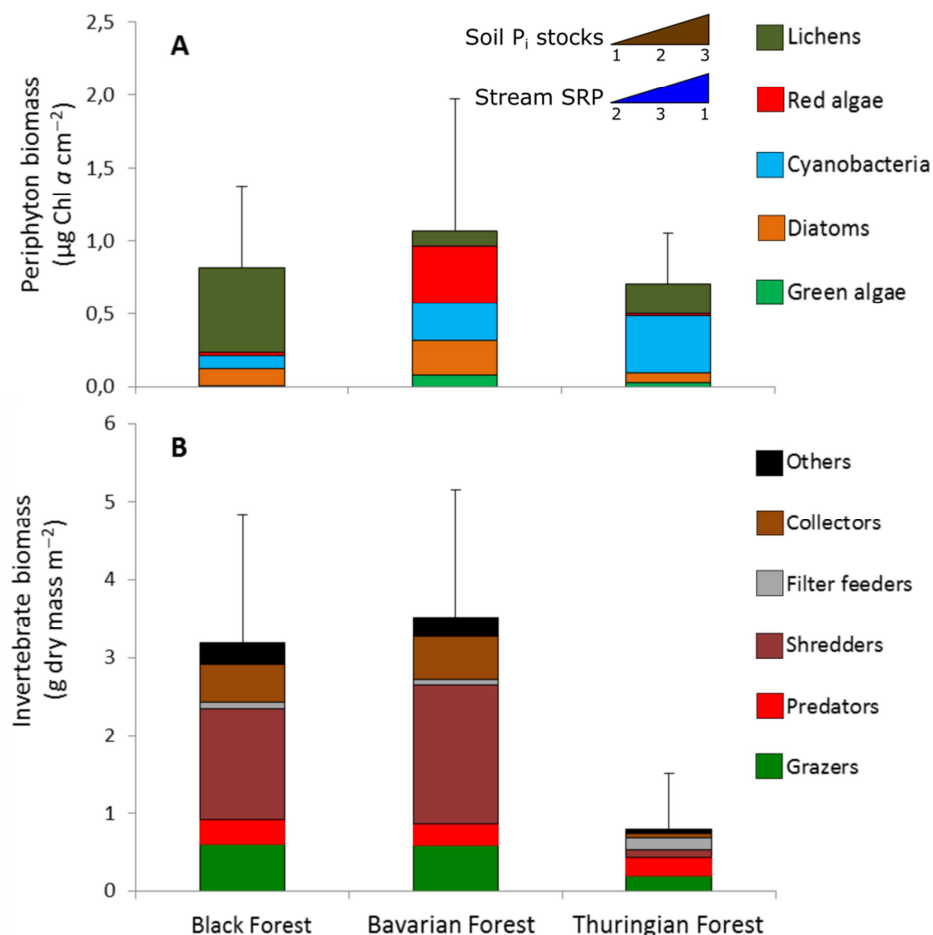 A
Soil Pi stocks
1 2 3
Stream SRP
2 3 1
Lichens
Red algae
Cyanobacteria
Diatoms
Green algae
Periphyton biomass
(µg Chl a cm−2)
2,5
2,0
1,5
1,0
0,5
0,0
B
Others
Collectors
Filter feeders
Shredders
Predators
Grazers
Invertebrate biomass
(g dry mass m−2)
6
5
4
3
2
1
0
Black Forest Bavarian Forest Thuringian Forest